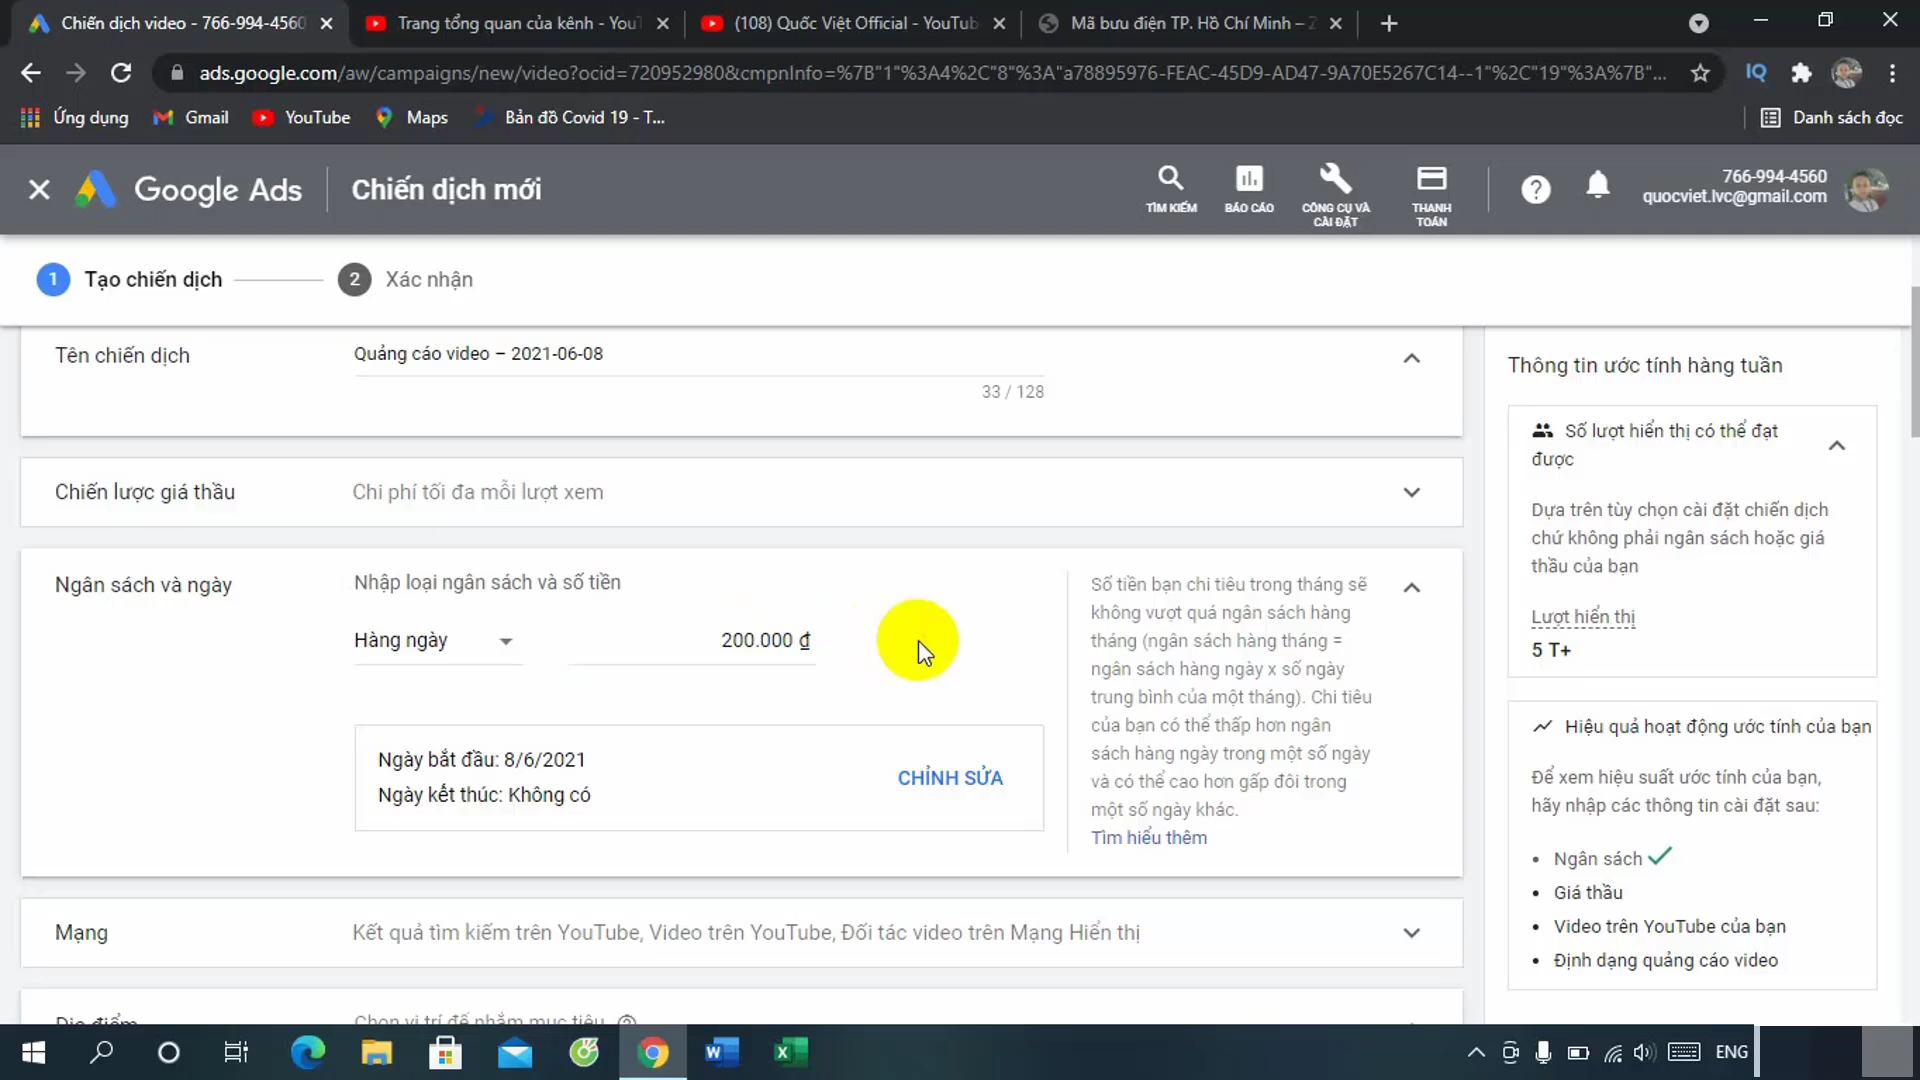 Chiến dịch video - 766-994-4560
Trang tổng quan của kênh - YouT
(108) Quốc Việt Official - YouTub
Mã bưu điện TP. Hồ Chí Minh – Z
ads.google.com/aw/campaigns/new/video?ocid=720952980&cmpnInfo=%7B"1"%3A4%2C"8"%3A"a78895976-FEAC-45D9-AD47-9A70E5267C14--1"%2C"19"%3A%7B"...
IQ
Ứng dụng
Gmail
YouTube
Maps
Bản đồ Covid 19 - T...
Danh sách đọc
Google Ads
Chiến dịch mới
TÌM KIẾM
BÁO CÁO
CÔNG CỤ VÀ
CÀI ĐẶT
THANH
TOÁN
766-994-4560
quocviet.lvc@gmail.com
1 Tạo chiến dịch
2 Xác nhận
Tên chiến dịch
Quảng cáo video – 2021-06-08
33 / 128
Chiến lược giá thầu
Chi phí tối đa mỗi lượt xem
Ngân sách và ngày
Nhập loại ngân sách và số tiền
Hàng ngày
200.000 ₫
Ngày bắt đầu: 8/6/2021
Ngày kết thúc: Không có
CHỈNH SỬA
Số tiền bạn chi tiêu trong tháng sẽ
không vượt quá ngân sách hàng
tháng (ngân sách hàng tháng =
ngân sách hàng ngày x số ngày
trung bình của một tháng). Chi tiêu
của bạn có thể thấp hơn ngân
sách hàng ngày trong một số ngày
và có thể cao hơn gấp đôi trong
một số ngày khác.
Tìm hiểu thêm
Mạng
Kết quả tìm kiếm trên YouTube, Video trên YouTube, Đối tác video trên Mạng Hiển thị
Địa điểm
Chọn vị trí để nhắm mục tiêu
Thông tin ước tính hàng tuần
Số lượt hiển thị có thể đạt
được
Dựa trên tùy chọn cài đặt chiến dịch
chứ không phải ngân sách hoặc giá
thầu của bạn
Lượt hiển thị
5 T+
Hiệu quả hoạt động ước tính của bạn
Để xem hiệu suất ước tính của bạn,
hãy nhập các thông tin cài đặt sau:
Ngân sách
Giá thầu
Video trên YouTube của bạn
Định dạng quảng cáo video
ENG